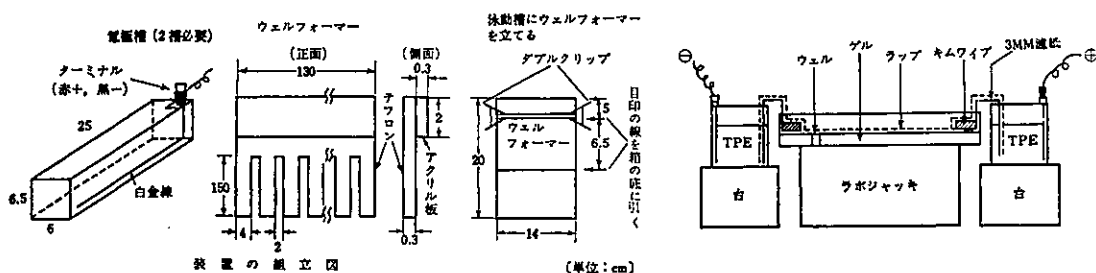 電極槽(2槽必要)
ターミナル
(赤+,黒−)
25
6.5
6
白金線
ウェルフォーマー
(正面)
130
(側面)
0.3
2
テフロン
アクリル板
150
4
2
0.3
装置の組立図
泳動槽にウェルフォーマー
を立てる
ダブルクリップ
ウェル
フォーマー
5
6.5
20
14
目印の線を箱の底に引く
〔単位:cm〕
⊖
ウェル
ゲル
ラップ
キムワイプ
3MM濾紙
⊕
TPE
TPE
台
ラボジャッキ
台